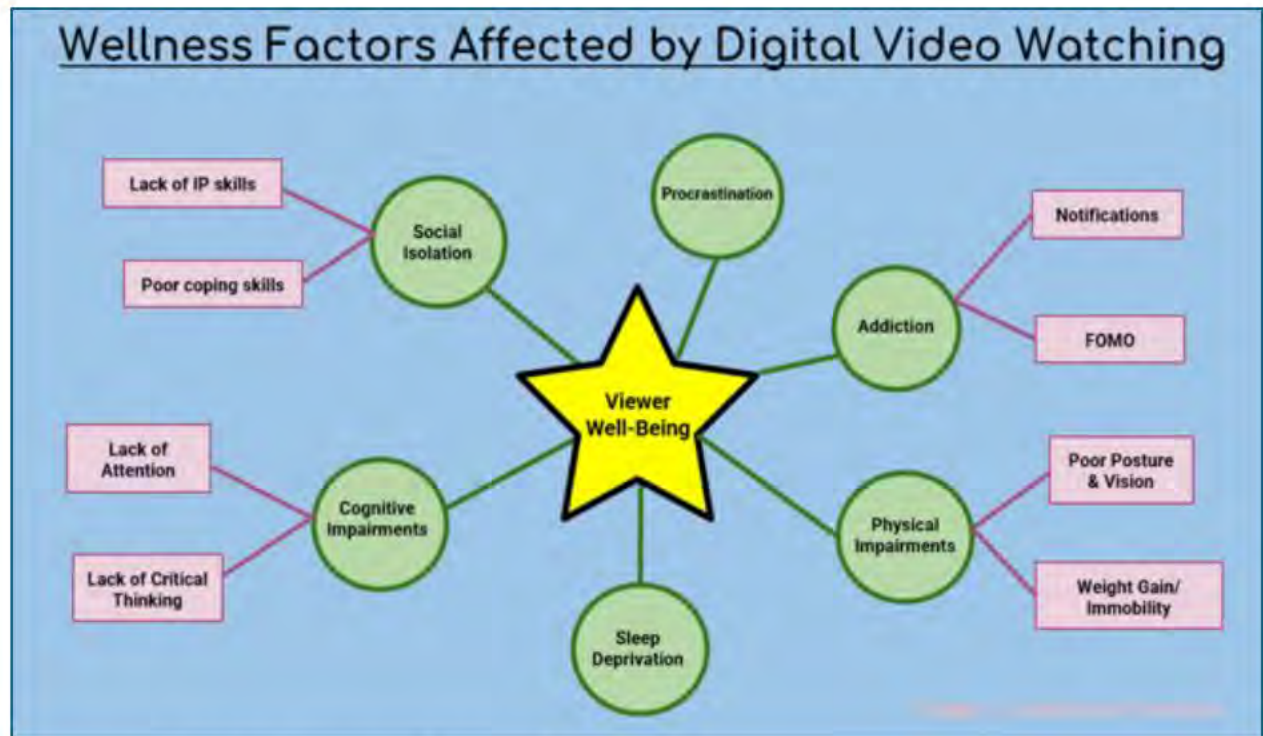 Wellness Factors Affected by Digital Video Watching
Lack of IP skills
Poor coping skills
Social
Isolation
Procrastination
Addiction
Notifications
FOMO
Viewer
Well-Being
Lack of
Attention
Lack of Critical
Thinking
Cognitive
Impairments
Sleep
Deprivation
Physical
Impairments
Poor Posture
& Vision
Weight Gain/
Immobility